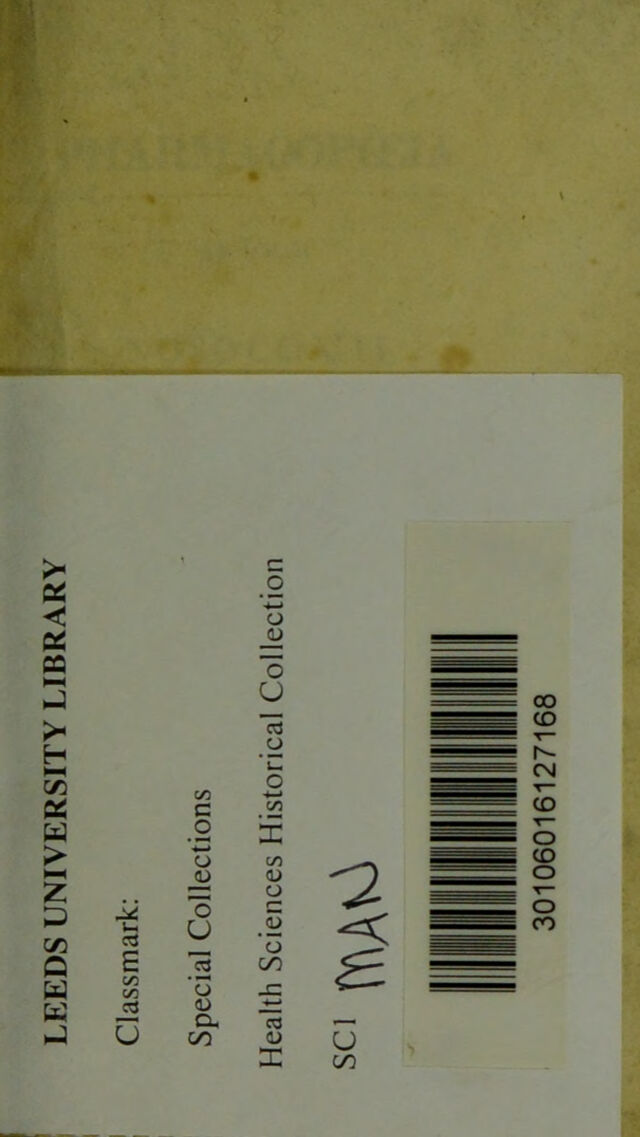 LEEDS UNIVERSITY LIBRARY
Classmark:
Special Collections
Health Sciences Historical Collection
SC1 MAN
30106016127168